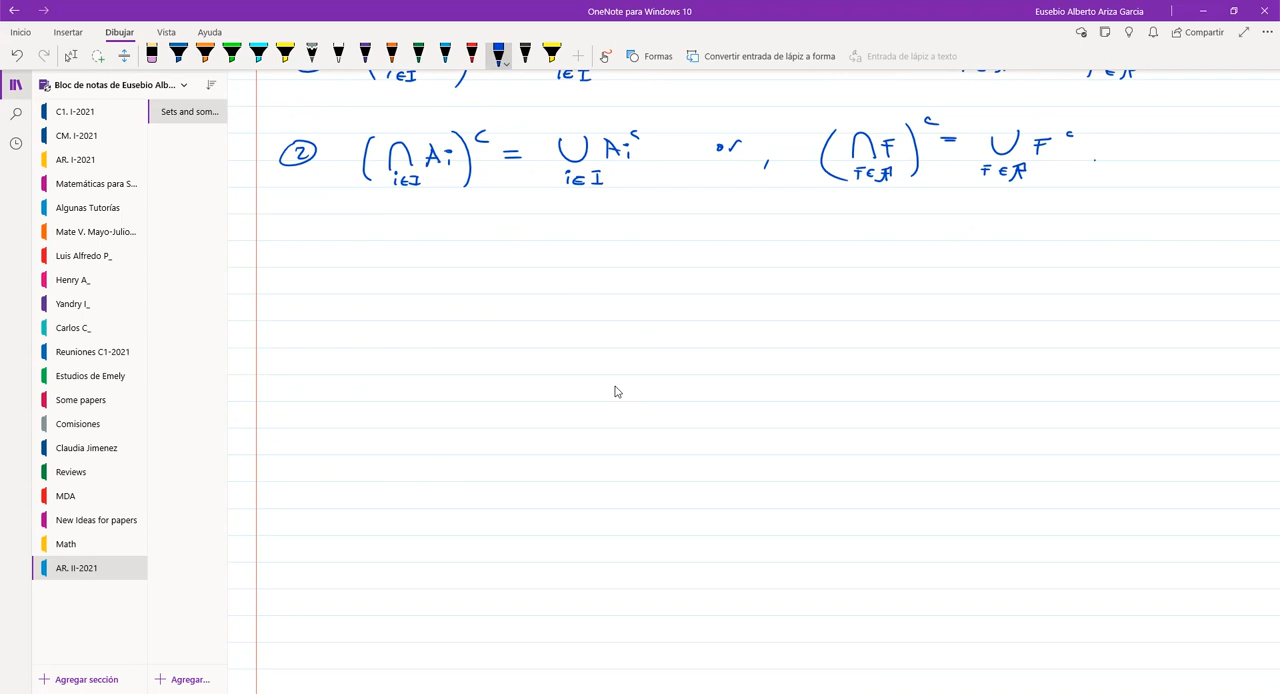 OneNote para Windows 10
Eusebio Alberto Ariza Garcia
Inicio Insertar Dibujar Vista Ayuda
Compartir
Formas Convertir entrada de lápiz a forma Entrada de lápiz a texto
Bloc de notas de Eusebio Alb...
C1. I-2021
CM. I-2021
AR. I-2021
Matemáticas para S...
Algunas Tutorías
Mate V. Mayo-Julio...
Luis Alfredo P_
Henry A_
Yandry I_
Carlos C_
Reuniones C1-2021
Estudios de Emely
Some papers
Comisiones
Claudia Jimenez
Reviews
MDA
New Ideas for papers
Math
AR. II-2021
Agregar sección
Sets and som...
Agregar...
i∈I i∈I
② (⋂ Ai)^c = ⋃ Ai^c or , (⋂ F)^c = ⋃ F^c .
i∈I i∈I F∈ℱ F∈ℱ